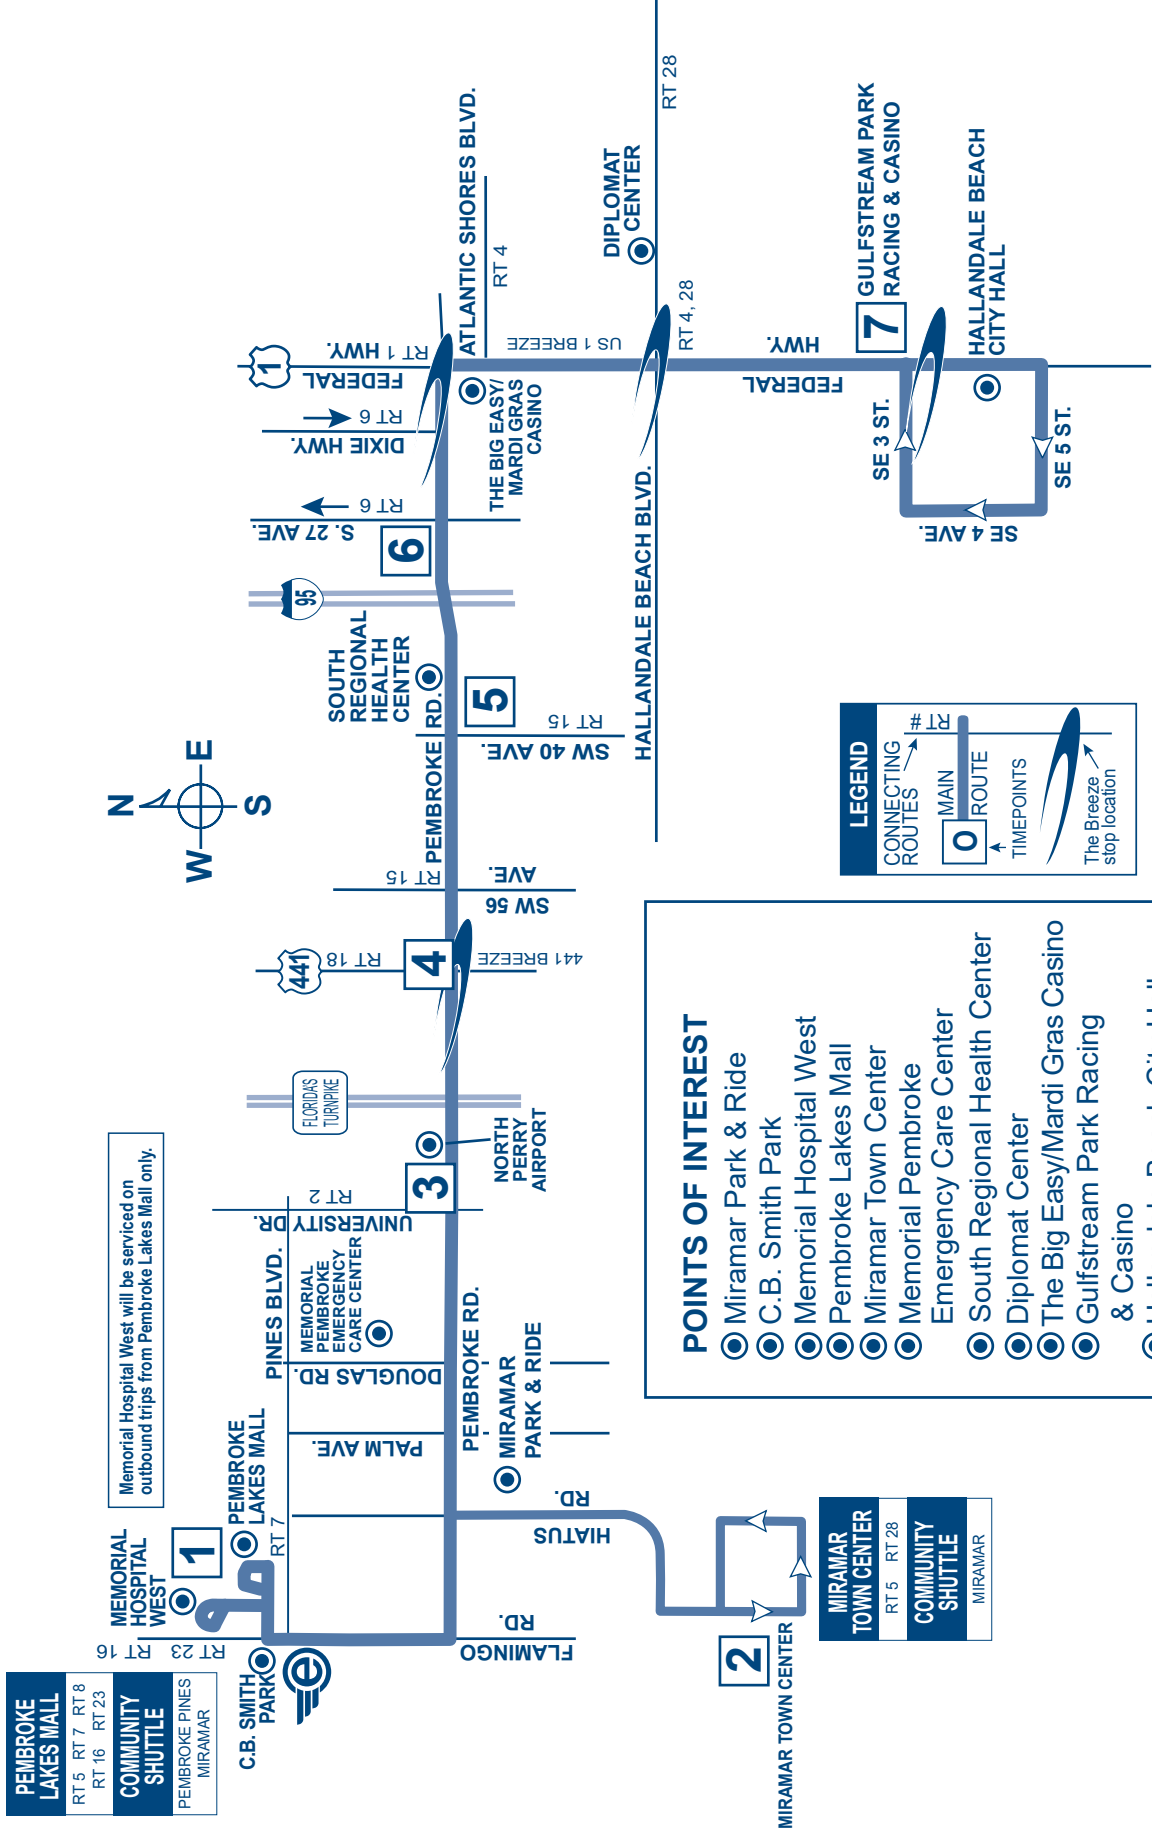 PEMBROKE
LAKES MALL
RT 5 RT 7 RT 8
RT 16 RT 23
COMMUNITY
SHUTTLE
PEMBROKE PINES
MIRAMAR
Memorial Hospital West will be serviced on
outbound trips from Pembroke Lakes Mall only.
MEMORIAL
HOSPITAL
WEST
1
PEMBROKE
LAKES MALL
RT 7
RT 16
RT 23
C.B. SMITH
PARK
e
FLAMINGO
RD.
HIATUS
RD.
2
MIRAMAR TOWN CENTER
MIRAMAR
TOWN CENTER
RT 5 RT 28
COMMUNITY
SHUTTLE
MIRAMAR
PALM AVE.
PINES BLVD.
DOUGLAS RD.
PEMBROKE RD.
MIRAMAR
PARK & RIDE
MEMORIAL
PEMBROKE
EMERGENCY
CARE CENTER
UNIVERSITY DR.
RT 2
3
NORTH
PERRY
AIRPORT
FLORIDA'S
TURNPIKE
441
RT 18
4
441 BREEZE
RT 15
SW 56
AVE.
N
W
E
S
PEMBROKE RD.
5
SW 40 AVE.
RT 15
SOUTH
REGIONAL
HEALTH
CENTER
95
6
S. 27 AVE.
RT 6
DIXIE HWY.
RT 6
1
FEDERAL
HWY.
RT 1
ATLANTIC SHORES BLVD.
RT 4
THE BIG EASY/
MARDI GRAS
CASINO
US 1 BREEZE
HALLANDALE BEACH BLVD.
DIPLOMAT
CENTER
RT 28
RT 4, 28
FEDERAL
HWY.
7
GULFSTREAM PARK
RACING & CASINO
HALLANDALE BEACH
CITY HALL
SE 3 ST.
SE 4 AVE.
SE 5 ST.
LEGEND
CONNECTING
ROUTES
RT #
O
MAIN
ROUTE
TIMEPOINTS
The Breeze
stop location
POINTS OF INTEREST
Miramar Park & Ride
C.B. Smith Park
Memorial Hospital West
Pembroke Lakes Mall
Miramar Town Center
Memorial Pembroke
Emergency Care Center
South Regional Health Center
Diplomat Center
The Big Easy/Mardi Gras Casino
Gulfstream Park Racing
& Casino